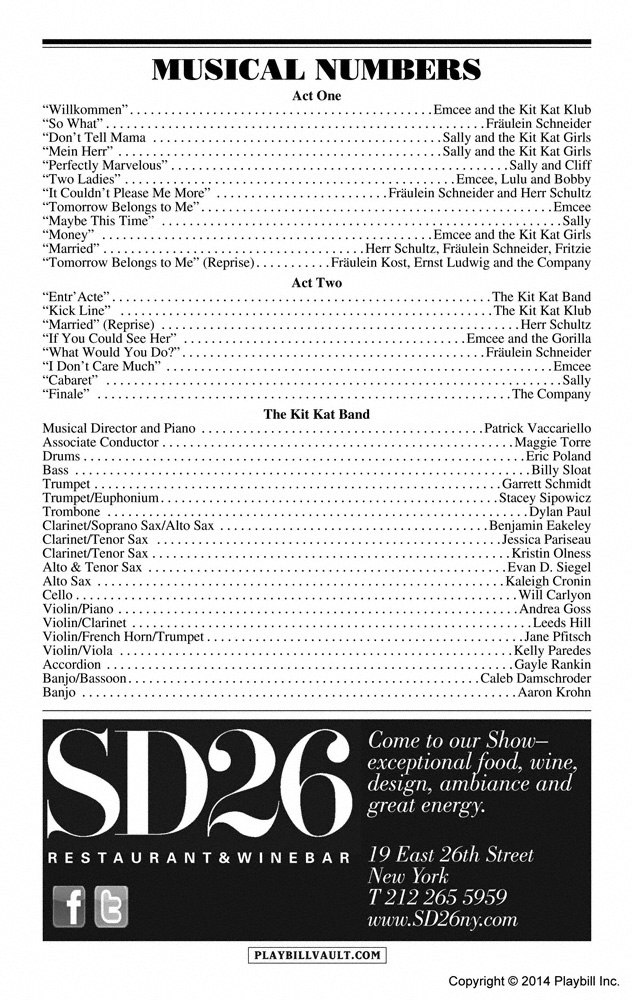 MUSICAL NUMBERS
Act One
“Willkommen”............................................Emcee and the Kit Kat Klub
“So What”......................................................Fräulein Schneider
“Don’t Tell Mama ..........................................Sally and the Kit Kat Girls
“Mein Herr”................................................Sally and the Kit Kat Girls
“Perfectly Marvelous”.............................................Sally and Cliff
“Two Ladies” ...............................................Emcee, Lulu and Bobby
“It Couldn’t Please Me More” .........................Fräulein Schneider and Herr Schultz
“Tomorrow Belongs to Me”..................................................Emcee
“Maybe This Time” .........................................................Sally
“Money” ................................................Emcee and the Kit Kat Girls
“Married” .....................................Herr Schultz, Fräulein Schneider, Fritzie
“Tomorrow Belongs to Me” (Reprise)...........Fräulein Kost, Ernst Ludwig and the Company
Act Two
“Entr’Acte”......................................................The Kit Kat Band
“Kick Line” .....................................................The Kit Kat Klub
“Married” (Reprise) ..................................................Herr Schultz
“If You Could See Her” .........................................Emcee and the Gorilla
“What Would You Do?”............................................Fräulein Schneider
“I Don’t Care Much” ......................................................Emcee
“Cabaret” .................................................................Sally
“Finale” ...........................................................The Company
The Kit Kat Band
Musical Director and Piano .........................................Patrick Vaccariello
Associate Conductor...................................................Maggie Torre
Drums................................................................Eric Poland
Bass .................................................................Billy Sloat
Trumpet ...........................................................Garrett Schmidt
Trumpet/Euphonium.................................................Stacey Sipowicz
Trombone .............................................................Dylan Paul
Clarinet/Soprano Sax/Alto Sax .......................................Benjamin Eakeley
Clarinet/Tenor Sax .................................................Jessica Pariseau
Clarinet/Tenor Sax...................................................Kristin Olness
Alto & Tenor Sax ....................................................Evan D. Siegel
Alto Sax ...........................................................Kaleigh Cronin
Cello................................................................Will Carlyon
Violin/Piano .........................................................Andrea Goss
Violin/Clarinet .......................................................Leeds Hill
Violin/French Horn/Trumpet..............................................Jane Pfitsch
Violin/Viola ........................................................Kelly Paredes
Accordion ...........................................................Gayle Rankin
Banjo/Bassoon...................................................Caleb Damschroder
Banjo ...............................................................Aaron Krohn
SD26
RESTAURANT&WINEBAR
Come to our Show–
exceptional food, wine,
design, ambiance and
great energy.
19 East 26th Street
New York
T 212 265 5959
www.SD26ny.com
f t
PLAYBILLVAULT.COM
Copyright © 2014 Playbill Inc.